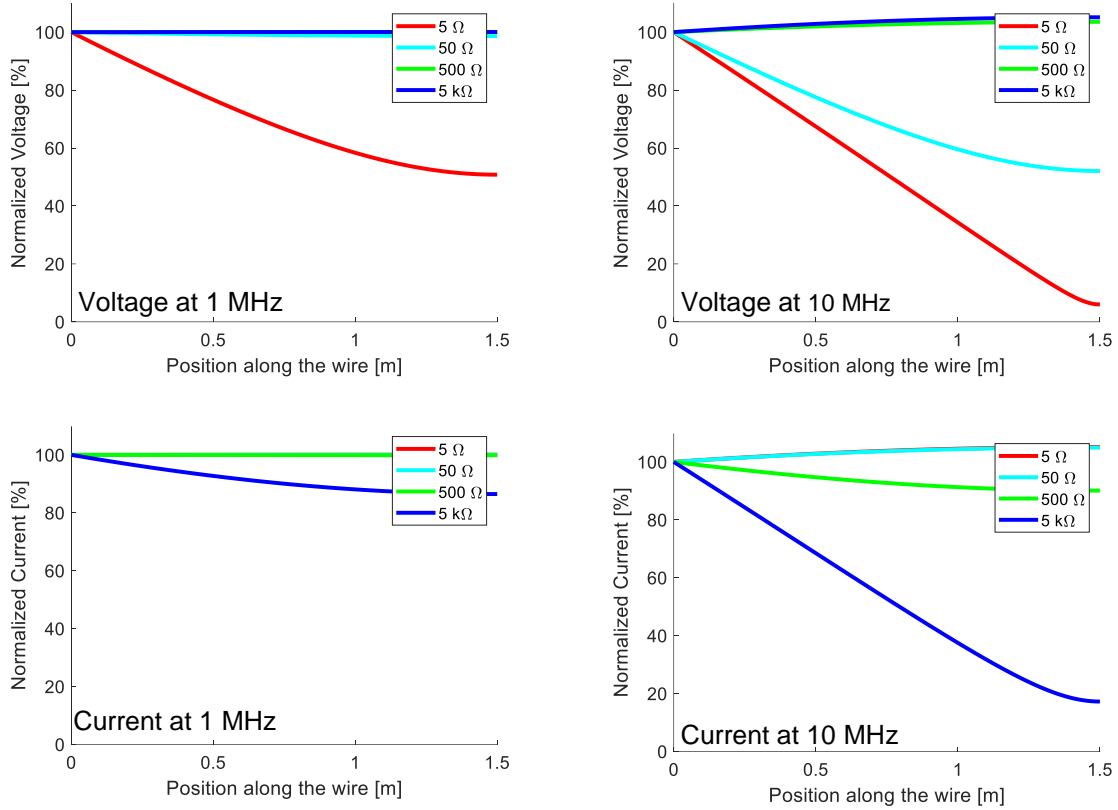 Normalized Voltage [%]
100
80
60
40
20
0
5 Ω
50 Ω
500 Ω
5 kΩ
Voltage at 1 MHz
0 0.5 1 1.5
Position along the wire [m]
Normalized Voltage [%]
100
80
60
40
20
0
5 Ω
50 Ω
500 Ω
5 kΩ
Voltage at 10 MHz
0 0.5 1 1.5
Position along the wire [m]
Normalized Current [%]
100
80
60
40
20
0
5 Ω
50 Ω
500 Ω
5 kΩ
Current at 1 MHz
0 0.5 1 1.5
Position along the wire [m]
Normalized Current [%]
100
80
60
40
20
0
5 Ω
50 Ω
500 Ω
5 kΩ
Current at 10 MHz
0 0.5 1 1.5
Position along the wire [m]